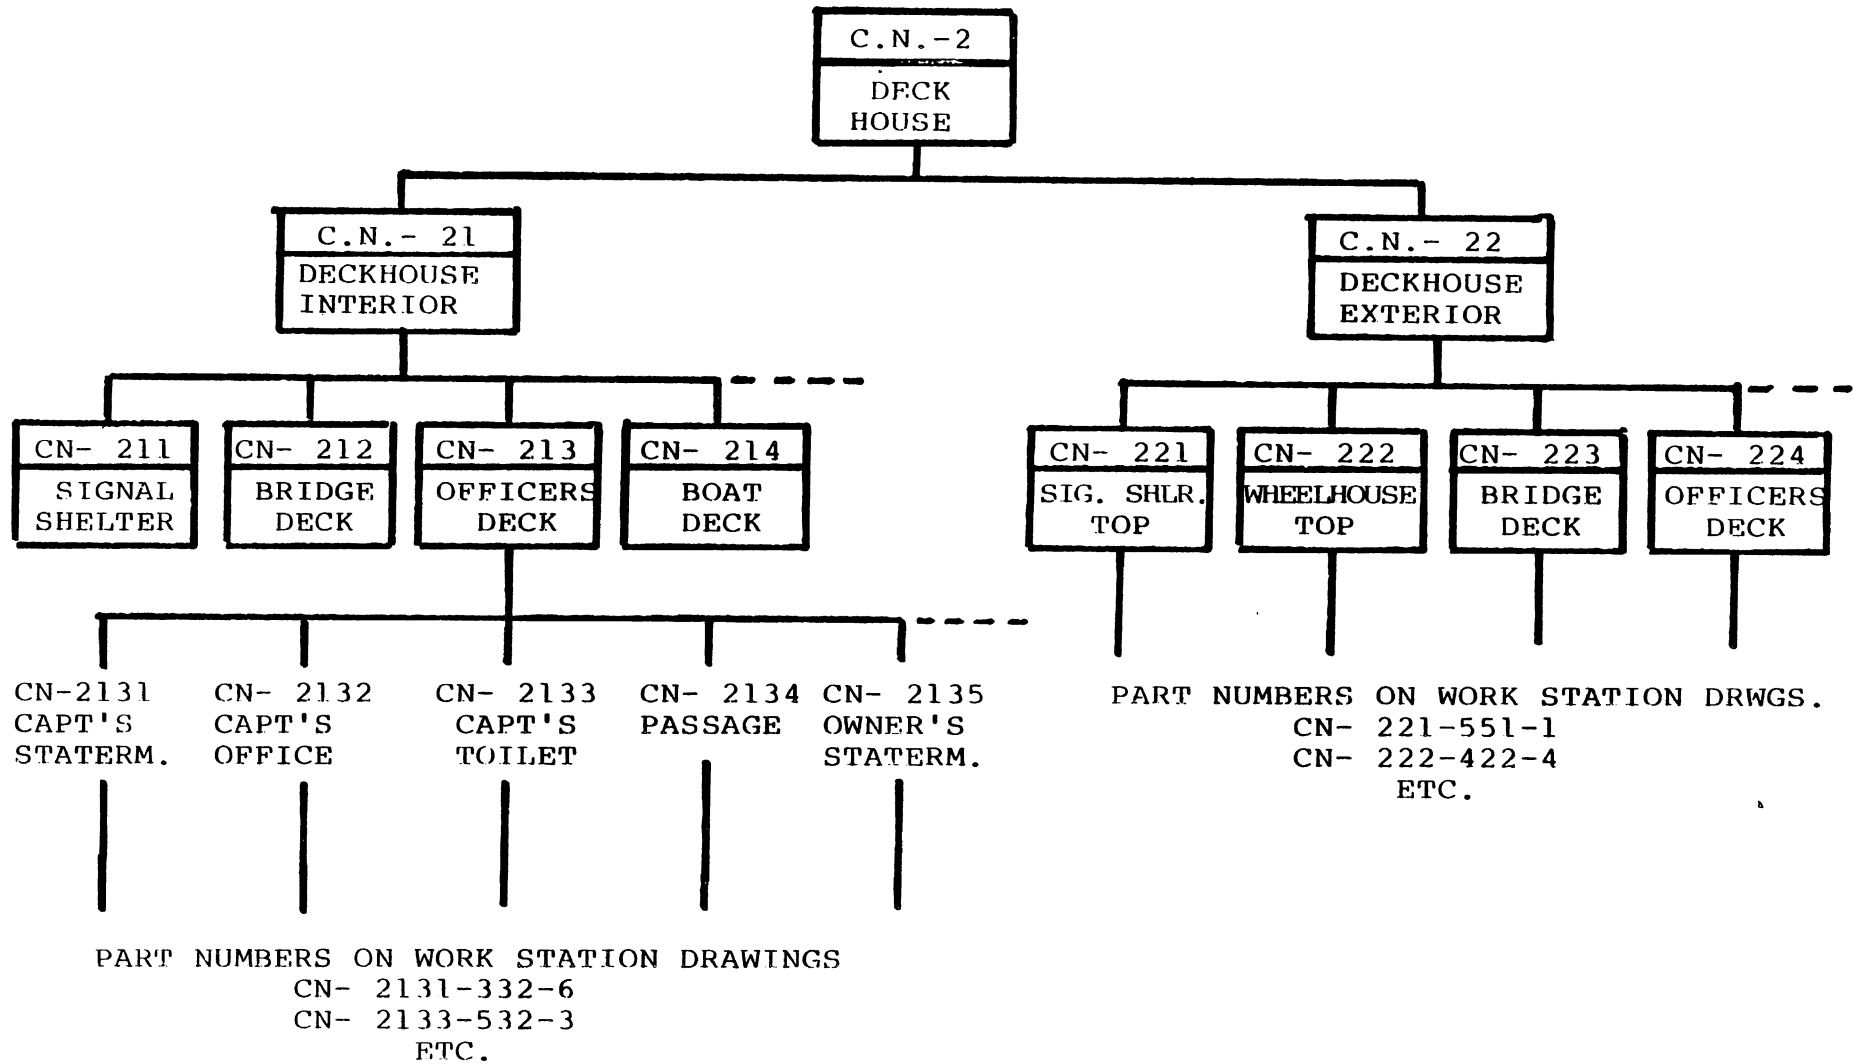 C.N.-2
DECK
HOUSE
C.N.- 21
DECKHOUSE
INTERIOR
C.N.- 22
DECKHOUSE
EXTERIOR
CN- 211
SIGNAL
SHELTER
CN- 212
BRIDGE
DECK
CN- 213
OFFICERS
DECK
CN- 214
BOAT
DECK
CN- 221
SIG. SHLR.
TOP
CN- 222
WHEELHOUSE
TOP
CN- 223
BRIDGE
DECK
CN- 224
OFFICERS
DECK
CN-2131
CAPT'S
STATERM.
CN- 2132
CAPT'S
OFFICE
CN- 2133
CAPT'S
TOILET
CN- 2134
PASSAGE
CN- 2135
OWNER'S
STATERM.
PART NUMBERS ON WORK STATION DRWGS.
CN- 221-551-1
CN- 222-422-4
ETC.
PART NUMBERS ON WORK STATION DRAWINGS
CN- 2131-332-6
CN- 2133-532-3
ETC.